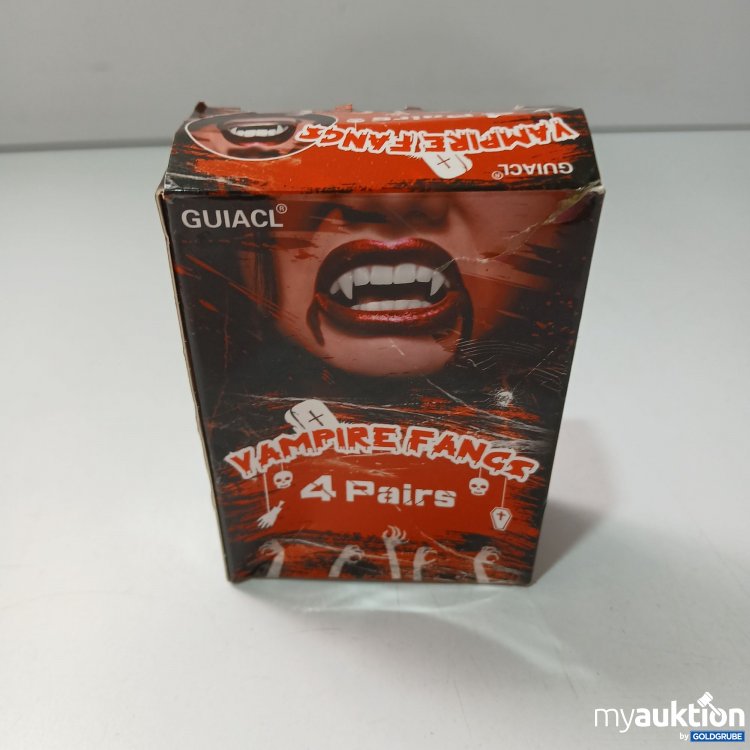 VAMPIRE FANGS
GUIACL®
GUIACL®
VAMPIRE FANGS
4 Pairs
myauktion
by GOLDGRUBE